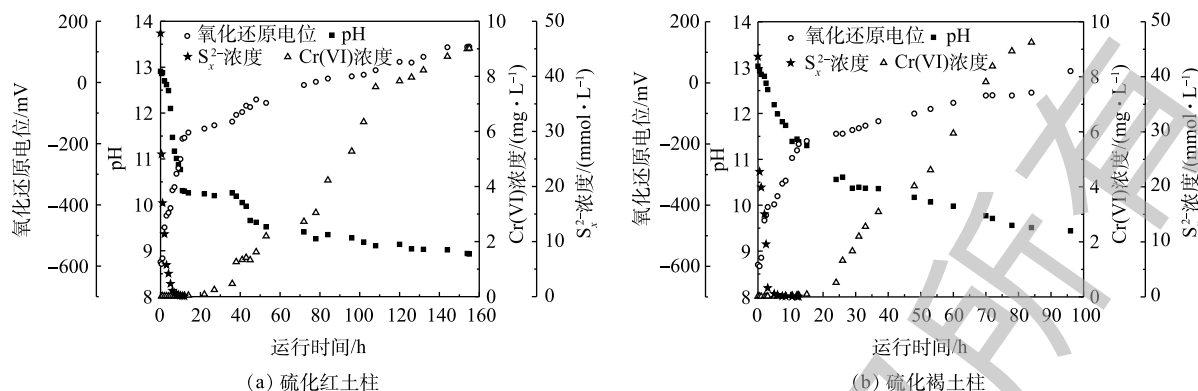 200
0
-200
-400
-600
氧化还原电位/mV
14
13
12
11
10
9
8
pH
○ 氧化还原电位 ■ pH
★ Sₓ²⁻浓度 △ Cr(VI)浓度
10
8
6
4
2
0
Cr(VI)浓度/(mg·L⁻¹)
50
40
30
20
10
0
Sₓ²⁻浓度/(mmol·L⁻¹)
0 20 40 60 80 100 120 140 160
运行时间/h
(a) 硫化红土柱
200
0
-200
-400
-600
氧化还原电位/mV
14
13
12
11
10
9
8
pH
○ 氧化还原电位 ■ pH
★ Sₓ²⁻浓度 △ Cr(VI)浓度
10
8
6
4
2
0
Cr(VI)浓度/(mg·L⁻¹)
50
40
30
20
10
0
Sₓ²⁻浓度/(mmol·L⁻¹)
0 10 20 30 40 50 60 70 80 90 100
运行时间/h
(b) 硫化褐土柱
所有